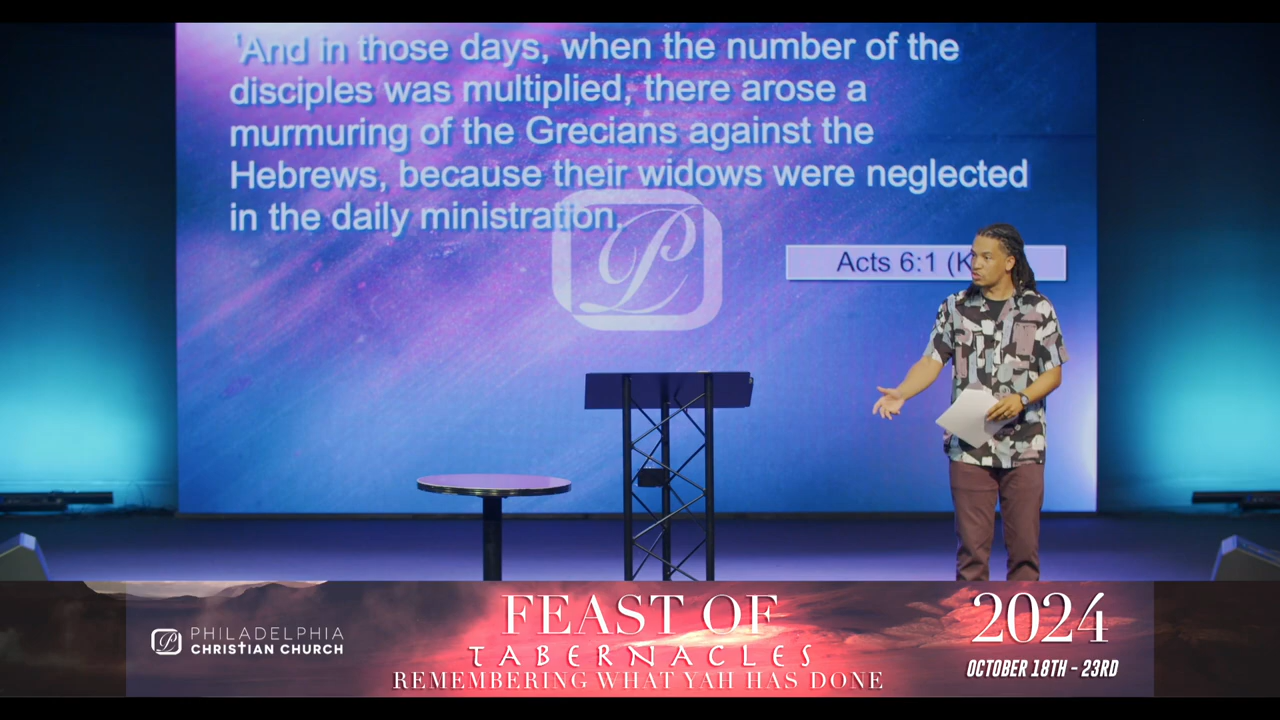 ¹And in those days, when the number of the
disciples was multiplied, there arose a
murmuring of the Grecians against the
Hebrews, because their widows were neglected
in the daily ministration.
P
Acts 6:1 (K
P PHILADELPHIA
CHRISTIAN CHURCH
FEAST OF
TABERNACLES
REMEMBERING WHAT YAH HAS DONE
2024
OCTOBER 18TH - 23RD